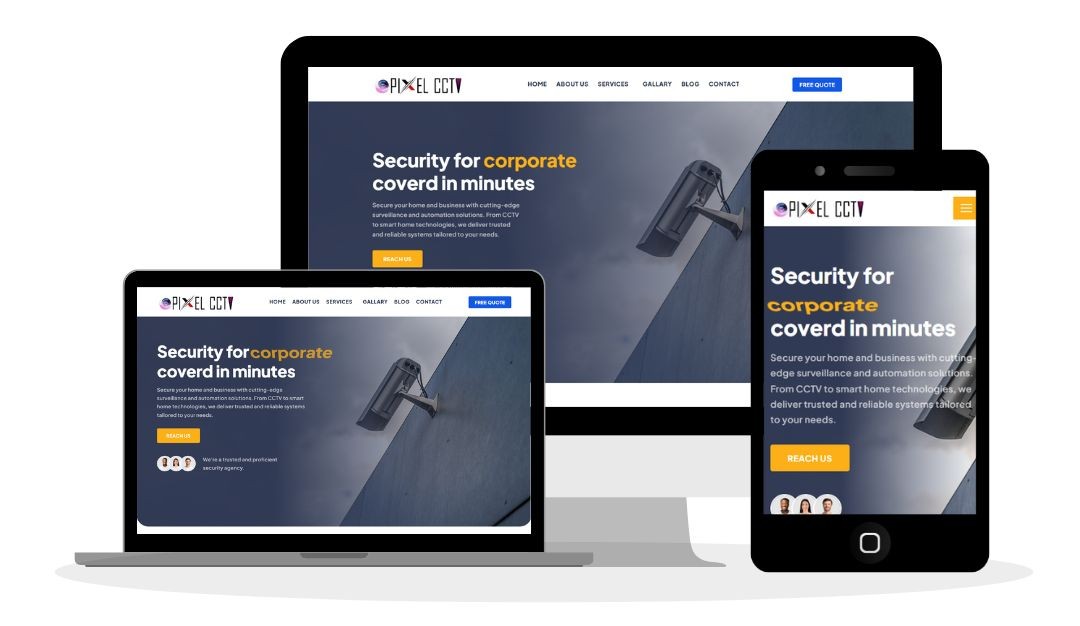 PIXEL CCTV
HOME ABOUT US SERVICES GALLARY BLOG CONTACT
FREE QUOTE
Security for corporate
coverd in minutes
Secure your home and business with cutting-edge
surveillance and automation solutions. From CCTV
to smart home technologies, we deliver trusted
and reliable systems tailored to your needs.
REACH US
PIXEL CCTV
HOME ABOUT US SERVICES GALLARY BLOG CONTACT
FREE QUOTE
Security for corporate
coverd in minutes
Secure your home and business with cutting-edge
surveillance and automation solutions. From CCTV to smart
home technologies, we deliver trusted and reliable systems
tailored to your needs.
REACH US
We're a trusted and proficient
security agency.
PIXEL CCTV
Security for
corporate
coverd in minutes
Secure your home and business with cutting-
edge surveillance and automation solutions.
From CCTV to smart home technologies, we
deliver trusted and reliable systems tailored
to your needs.
REACH US